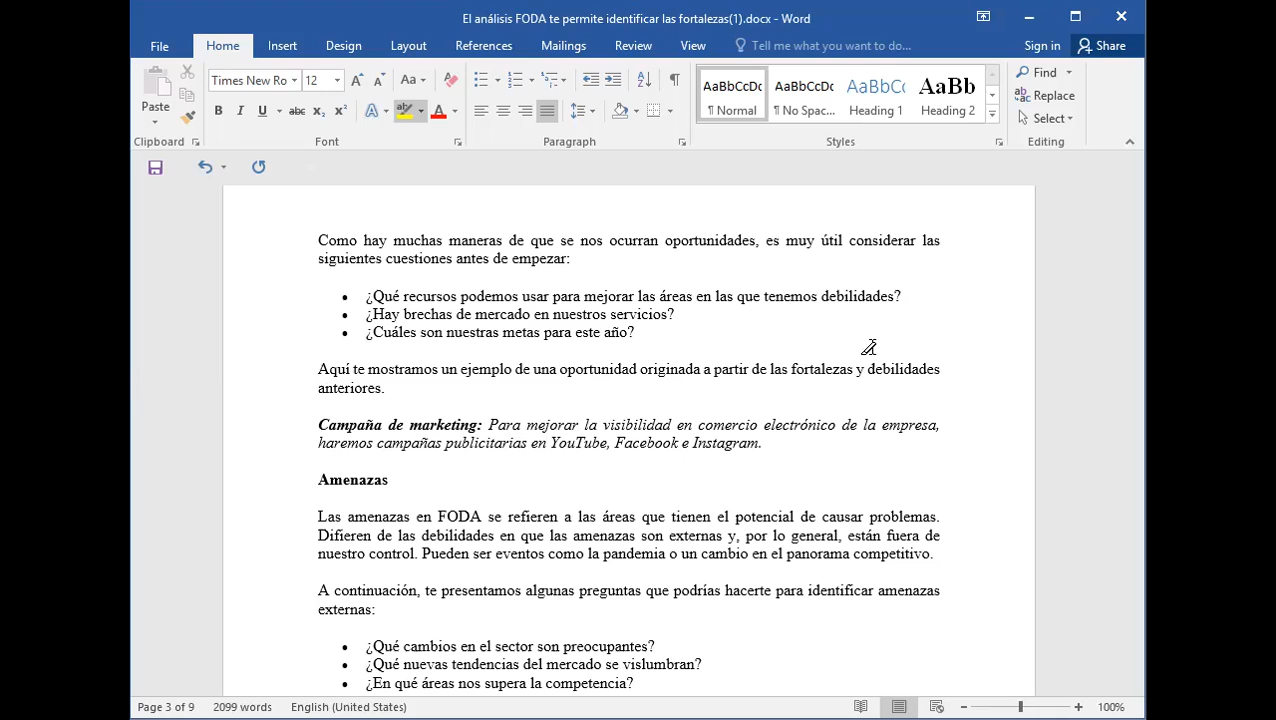 El análisis FODA te permite identificar las fortalezas(1).docx - Word
File Home Insert Design Layout References Mailings Review View Tell me what you want to do... Sign in Share
Paste
Times New Ro 12 Aa
B I U abc x₂ x² A A
AaBbCcDc AaBbCcDc AaBbCc AaBb
¶ Normal ¶ No Spac... Heading 1 Heading 2
Find
Replace
Select
Clipboard Font Paragraph Styles Editing
Como hay muchas maneras de que se nos ocurran oportunidades, es muy útil considerar las
siguientes cuestiones antes de empezar:
• ¿Qué recursos podemos usar para mejorar las áreas en las que tenemos debilidades?
• ¿Hay brechas de mercado en nuestros servicios?
• ¿Cuáles son nuestras metas para este año?
Aquí te mostramos un ejemplo de una oportunidad originada a partir de las fortalezas y debilidades
anteriores.
Campaña de marketing: Para mejorar la visibilidad en comercio electrónico de la empresa,
haremos campañas publicitarias en YouTube, Facebook e Instagram.
Amenazas
Las amenazas en FODA se refieren a las áreas que tienen el potencial de causar problemas.
Difieren de las debilidades en que las amenazas son externas y, por lo general, están fuera de
nuestro control. Pueden ser eventos como la pandemia o un cambio en el panorama competitivo.
A continuación, te presentamos algunas preguntas que podrías hacerte para identificar amenazas
externas:
• ¿Qué cambios en el sector son preocupantes?
• ¿Qué nuevas tendencias del mercado se vislumbran?
• ¿En qué áreas nos supera la competencia?
Page 3 of 9 2099 words English (United States) 100%